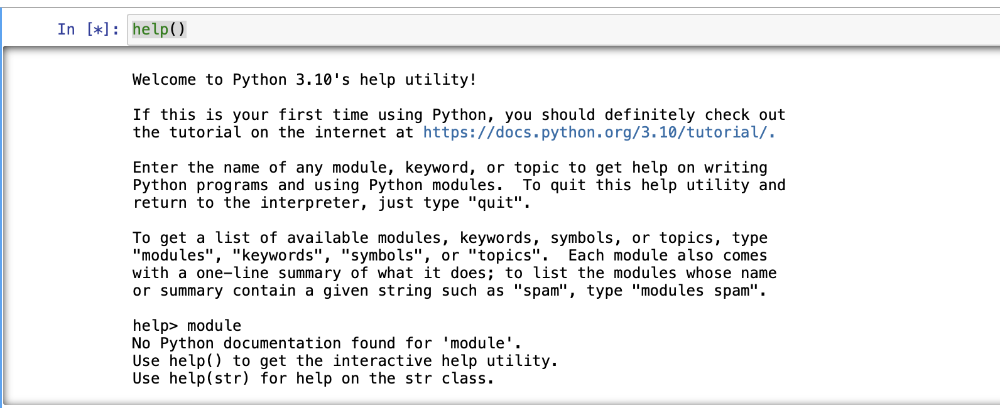 In [*]: help()
Welcome to Python 3.10's help utility!
If this is your first time using Python, you should definitely check out
the tutorial on the internet at https://docs.python.org/3.10/tutorial/.
Enter the name of any module, keyword, or topic to get help on writing
Python programs and using Python modules.  To quit this help utility and
return to the interpreter, just type "quit".
To get a list of available modules, keywords, symbols, or topics, type
"modules", "keywords", "symbols", or "topics".  Each module also comes
with a one-line summary of what it does; to list the modules whose name
or summary contain a given string such as "spam", type "modules spam".
help> module
No Python documentation found for 'module'.
Use help() to get the interactive help utility.
Use help(str) for help on the str class.